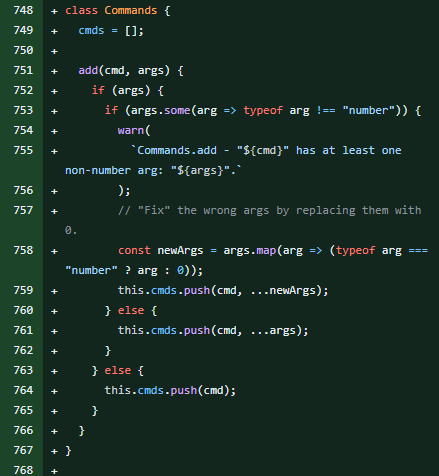 748 + class Commands {
749 +   cmds = [];
750 +
751 +   add(cmd, args) {
752 +     if (args) {
753 +       if (args.some(arg => typeof arg !== "number")) {
754 +         warn(
755 +           `Commands.add - "${cmd}" has at least one
non-number arg: "${args}".`
756 +         );
757 +         // "Fix" the wrong args by replacing them with
0.
758 +         const newArgs = args.map(arg => (typeof arg ===
"number" ? arg : 0));
759 +         this.cmds.push(cmd, ...newArgs);
760 +       } else {
761 +         this.cmds.push(cmd, ...args);
762 +       }
763 +     } else {
764 +       this.cmds.push(cmd);
765 +     }
766 +   }
767 + }
768 +